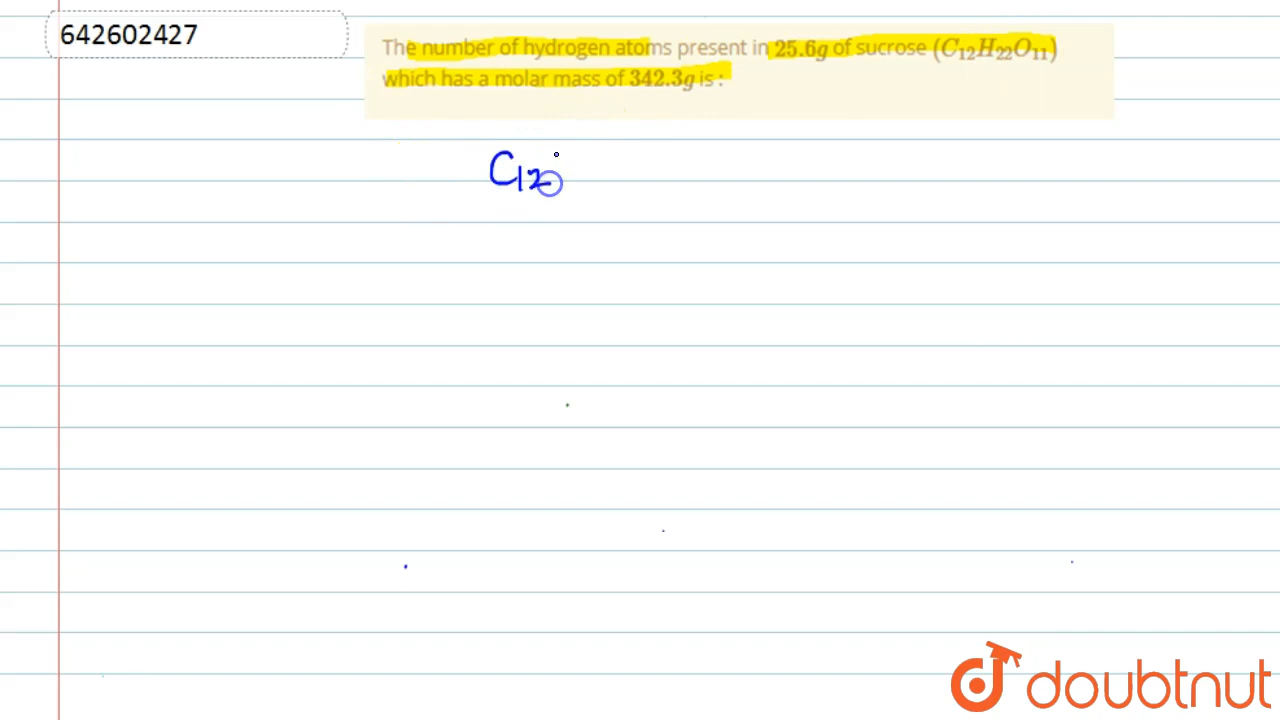 642602427
The number of hydrogen atoms present in 25.6g of sucrose (C₁₂H₂₂O₁₁)
which has a molar mass of 342.3g is :
C₁₂
doubtnut